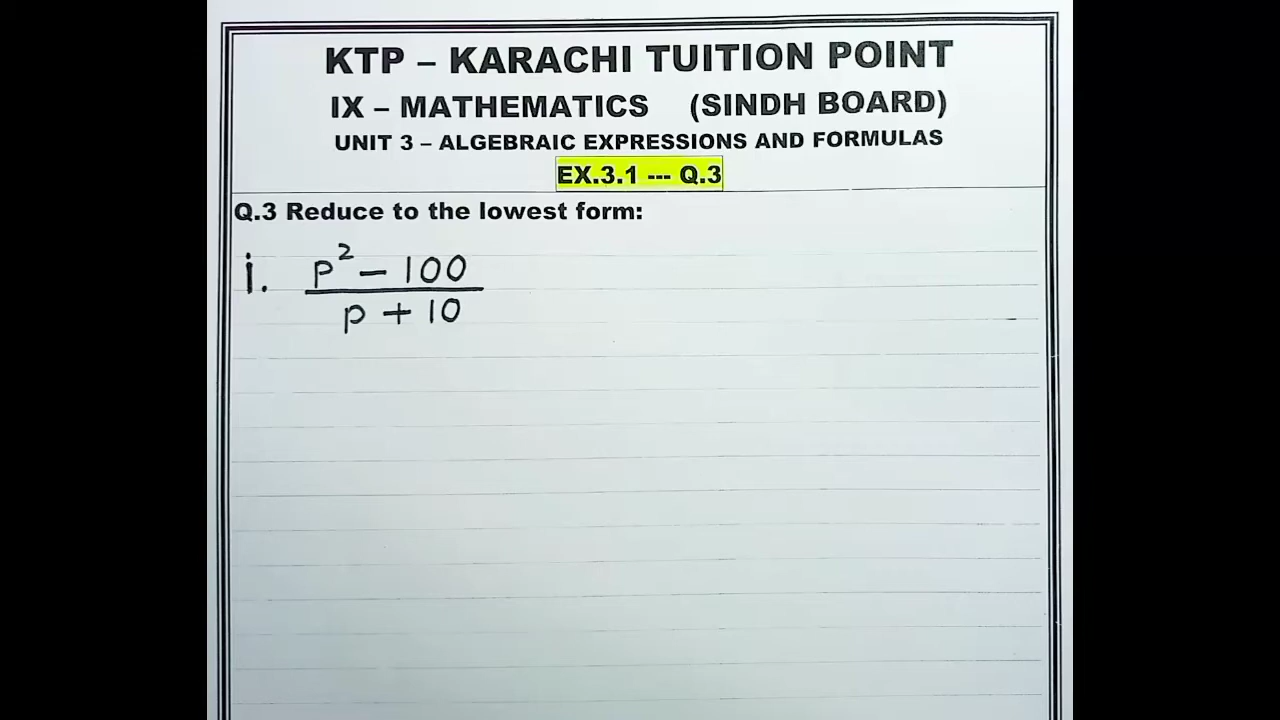 KTP – KARACHI TUITION POINT
IX – MATHEMATICS (SINDH BOARD)
UNIT 3 – ALGEBRAIC EXPRESSIONS AND FORMULAS
EX.3.1 --- Q.3
Q.3 Reduce to the lowest form:
i. p² – 100
p + 10